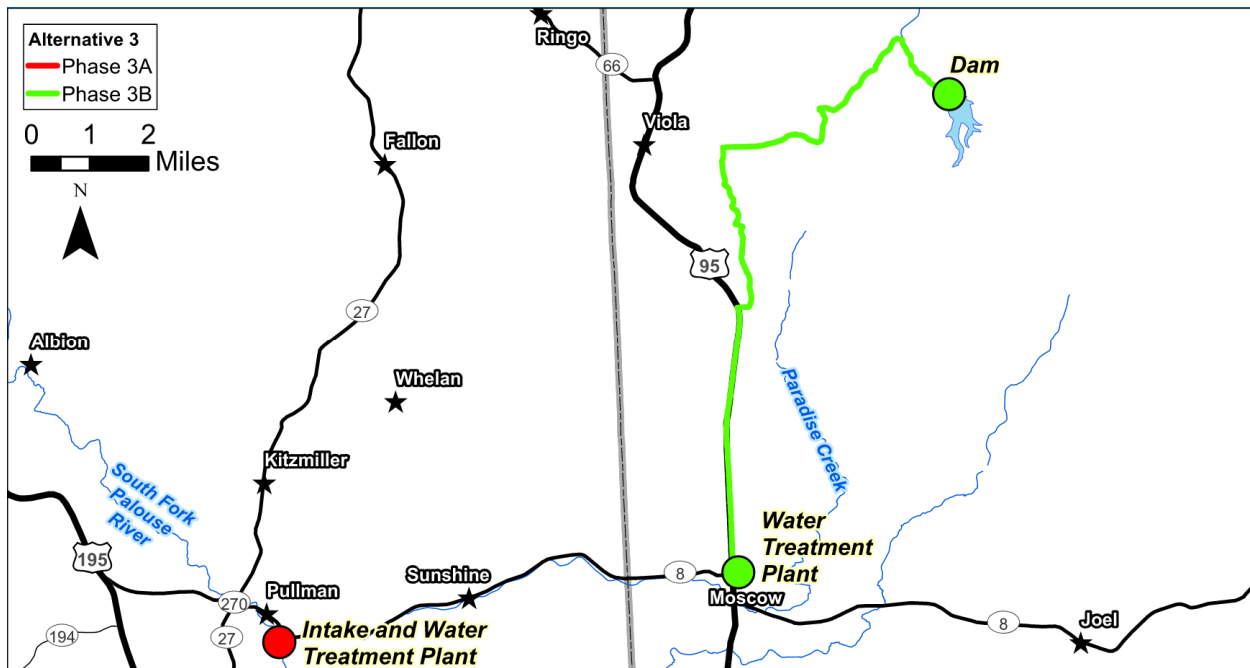 Alternative 3
Phase 3A
Phase 3B
0 1 2
Miles
N
Ringo
66
Dam
Viola
Fallon
95
27
Albion
Whelan
Paradise Creek
Kitzmiller
South Fork
Palouse
River
Water
Treatment
Plant
195
Sunshine
8
Moscow
Pullman
270
27
194
Intake and Water
Treatment Plant
8
Joel